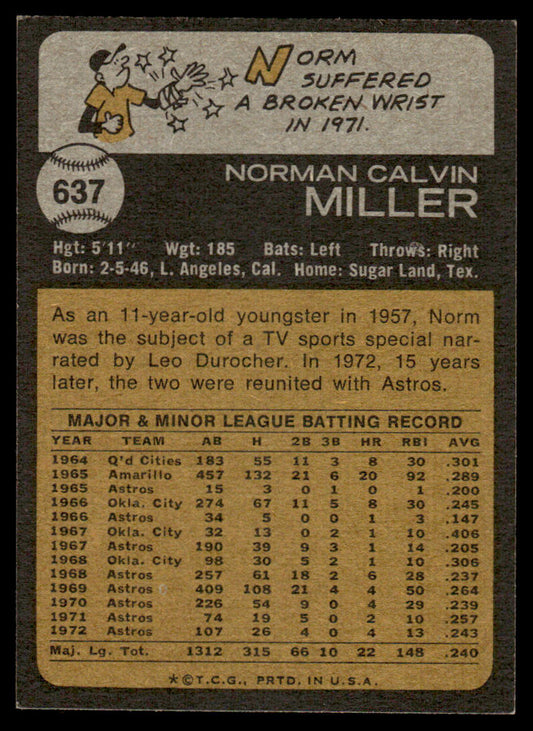 NORM
SUFFERED
A BROKEN WRIST
IN 1971.
637
NORMAN CALVIN
MILLER
Hgt: 5'11" Wgt: 185 Bats: Left Throws: Right
Born: 2-5-46, L. Angeles, Cal. Home: Sugar Land, Tex.
As an 11-year-old youngster in 1957, Norm
was the subject of a TV sports special nar-
rated by Leo Durocher. In 1972, 15 years
later, the two were reunited with Astros.
MAJOR & MINOR LEAGUE BATTING RECORD
YEAR TEAM AB H 2B 3B HR RBI AVG
1964 Q'd Cities 183 55 11 3 8 30 .301
1965 Amarillo 457 132 21 6 20 92 .289
1965 Astros 15 3 0 1 0 1 .200
1966 Okla. City 274 67 11 5 8 30 .245
1966 Astros 34 5 0 0 1 3 .147
1967 Okla. City 32 13 0 2 1 10 .406
1967 Astros 190 39 9 3 1 14 .205
1968 Okla. City 98 30 5 2 1 10 .306
1968 Astros 257 61 18 2 6 28 .237
1969 Astros 409 108 21 4 4 50 .264
1970 Astros 226 54 9 0 4 29 .239
1971 Astros 74 19 5 0 2 10 .257
1972 Astros 107 26 4 0 4 13 .243
Maj. Lg. Tot. 1312 315 66 10 22 148 .240
*©T.C.G., PRTD. IN U.S.A.